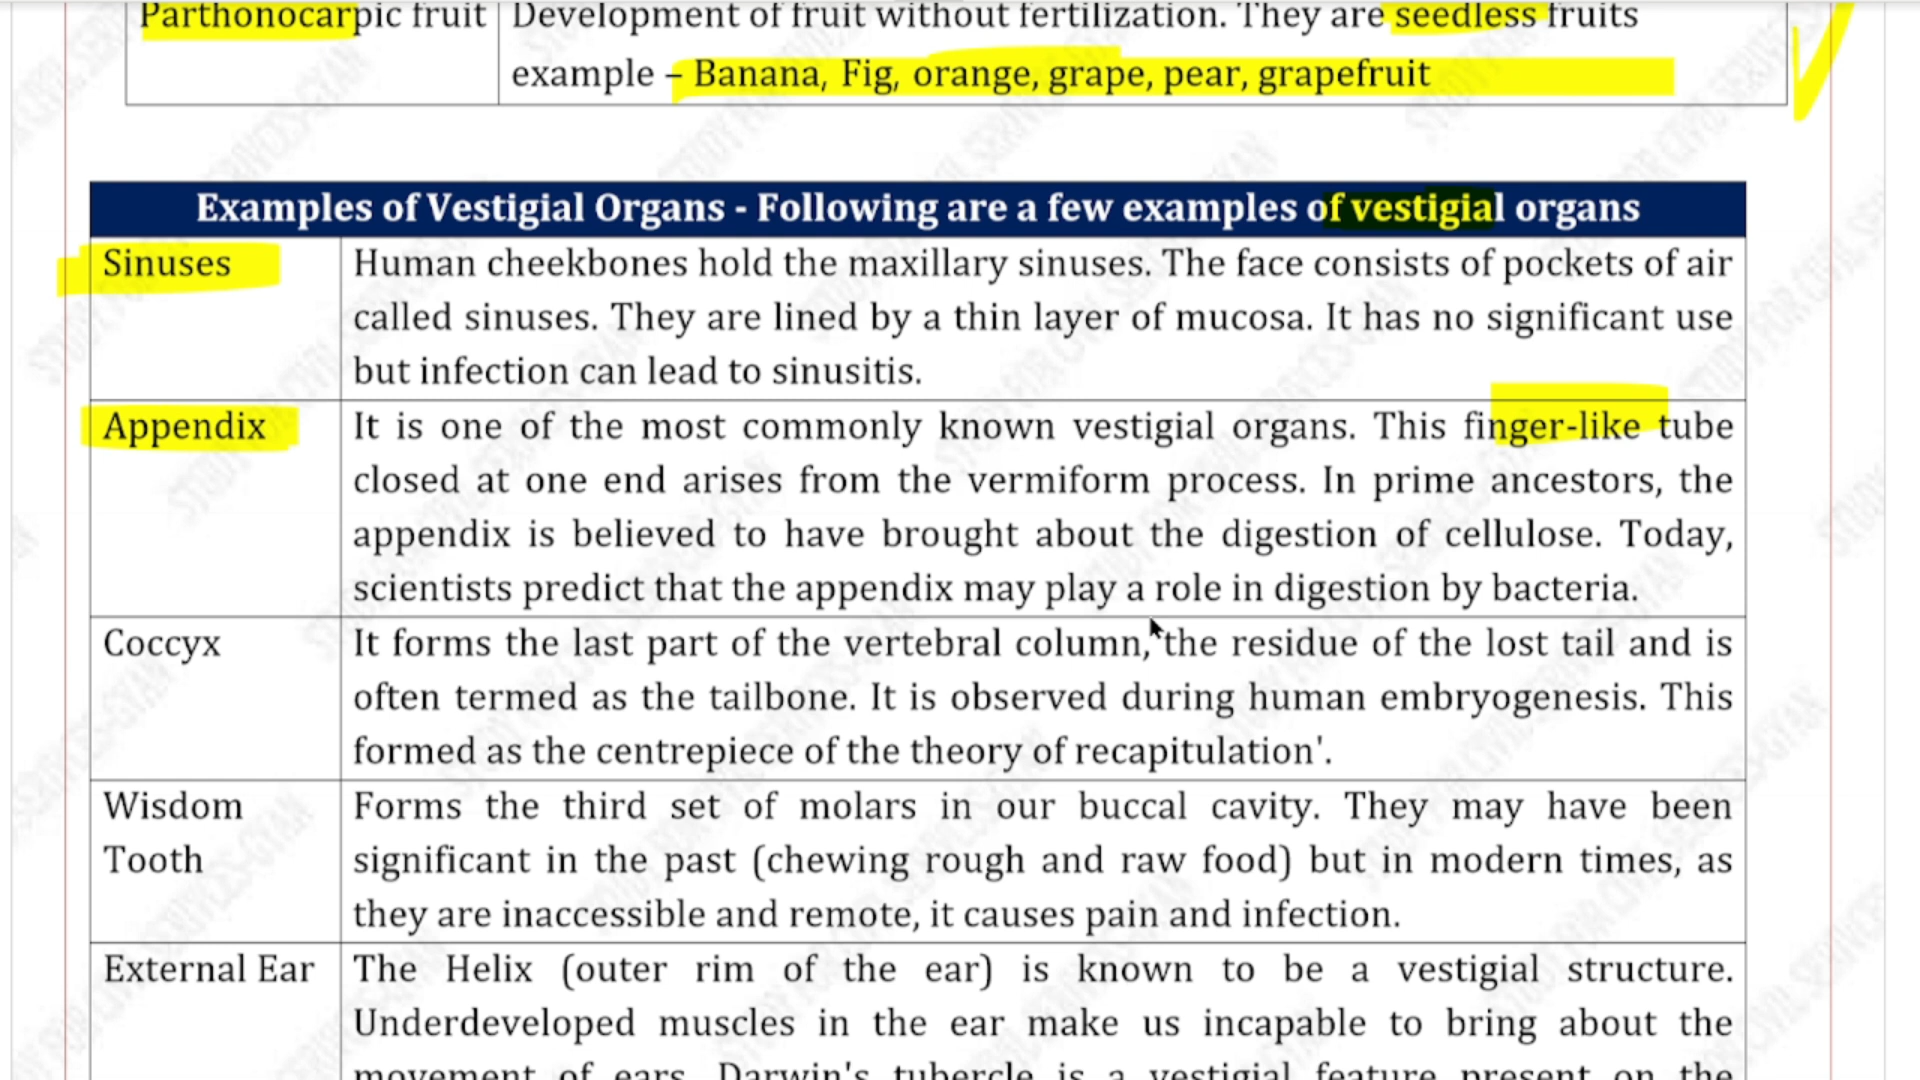 Parthonocarpic fruit
Development of fruit without fertilization. They are seedless fruits
example – Banana, Fig, orange, grape, pear, grapefruit
Examples of Vestigial Organs - Following are a few examples of vestigial organs
Sinuses
Human cheekbones hold the maxillary sinuses. The face consists of pockets of air
called sinuses. They are lined by a thin layer of mucosa. It has no significant use
but infection can lead to sinusitis.
Appendix
It is one of the most commonly known vestigial organs. This finger-like tube
closed at one end arises from the vermiform process. In prime ancestors, the
appendix is believed to have brought about the digestion of cellulose. Today,
scientists predict that the appendix may play a role in digestion by bacteria.
Coccyx
It forms the last part of the vertebral column, the residue of the lost tail and is
often termed as the tailbone. It is observed during human embryogenesis. This
formed as the centrepiece of the theory of recapitulation'.
Wisdom
Tooth
Forms the third set of molars in our buccal cavity. They may have been
significant in the past (chewing rough and raw food) but in modern times, as
they are inaccessible and remote, it causes pain and infection.
External Ear
The Helix (outer rim of the ear) is known to be a vestigial structure.
Underdeveloped muscles in the ear make us incapable to bring about the
movement of ears. Darwin's tubercle is a vestigial feature present on the